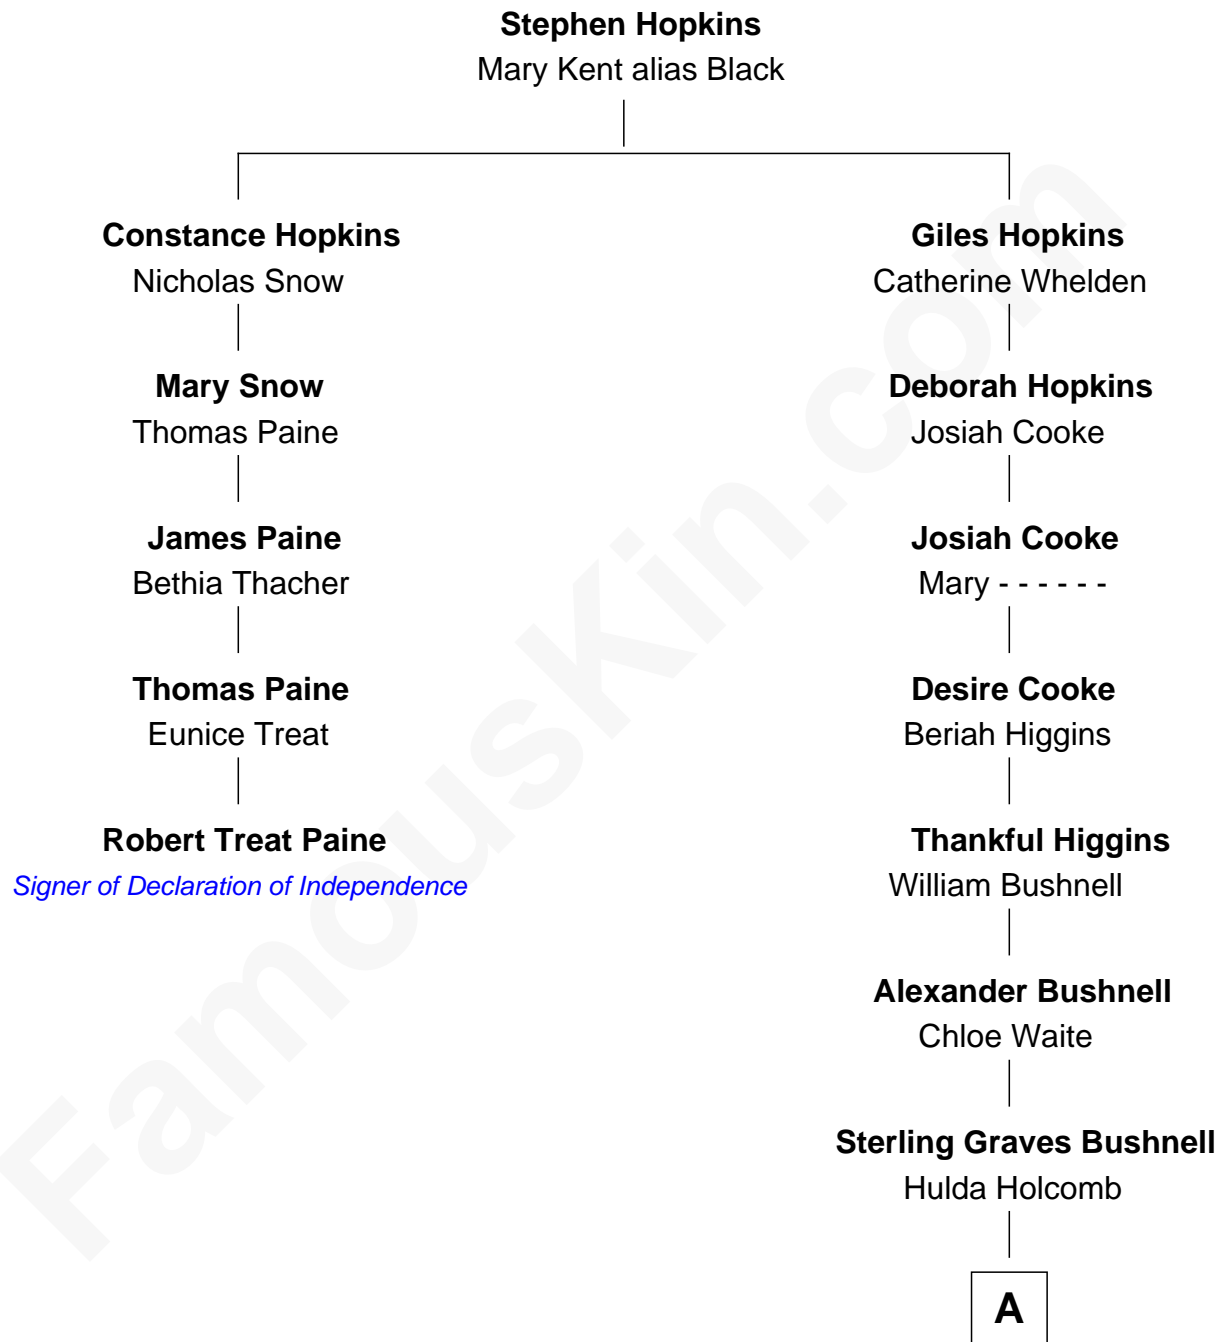 Stephen Hopkins
Mary Kent alias Black
Constance Hopkins
Nicholas Snow
Mary Snow
Thomas Paine
James Paine
Bethia Thacher
Thomas Paine
Eunice Treat
Robert Treat Paine
Signer of Declaration of Independence
Giles Hopkins
Catherine Whelden
Deborah Hopkins
Josiah Cooke
Josiah Cooke
Mary - - - - - -
Desire Cooke
Beriah Higgins
Thankful Higgins
William Bushnell
Alexander Bushnell
Chloe Waite
Sterling Graves Bushnell
Hulda Holcomb
A
FamousKin.com